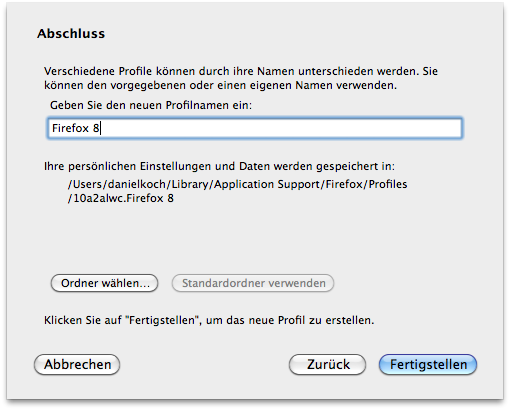 Abschluss
Verschiedene Profile können durch ihre Namen unterschieden werden. Sie
können den vorgegebenen oder einen eigenen Namen verwenden.
Geben Sie den neuen Profilnamen ein:
Firefox 8
Ihre persönlichen Einstellungen und Daten werden gespeichert in:
/Users/danielkoch/Library/Application Support/Firefox/Profiles
/10a2alwc.Firefox 8
Ordner wählen... Standardordner verwenden
Klicken Sie auf "Fertigstellen", um das neue Profil zu erstellen.
Abbrechen Zurück Fertigstellen